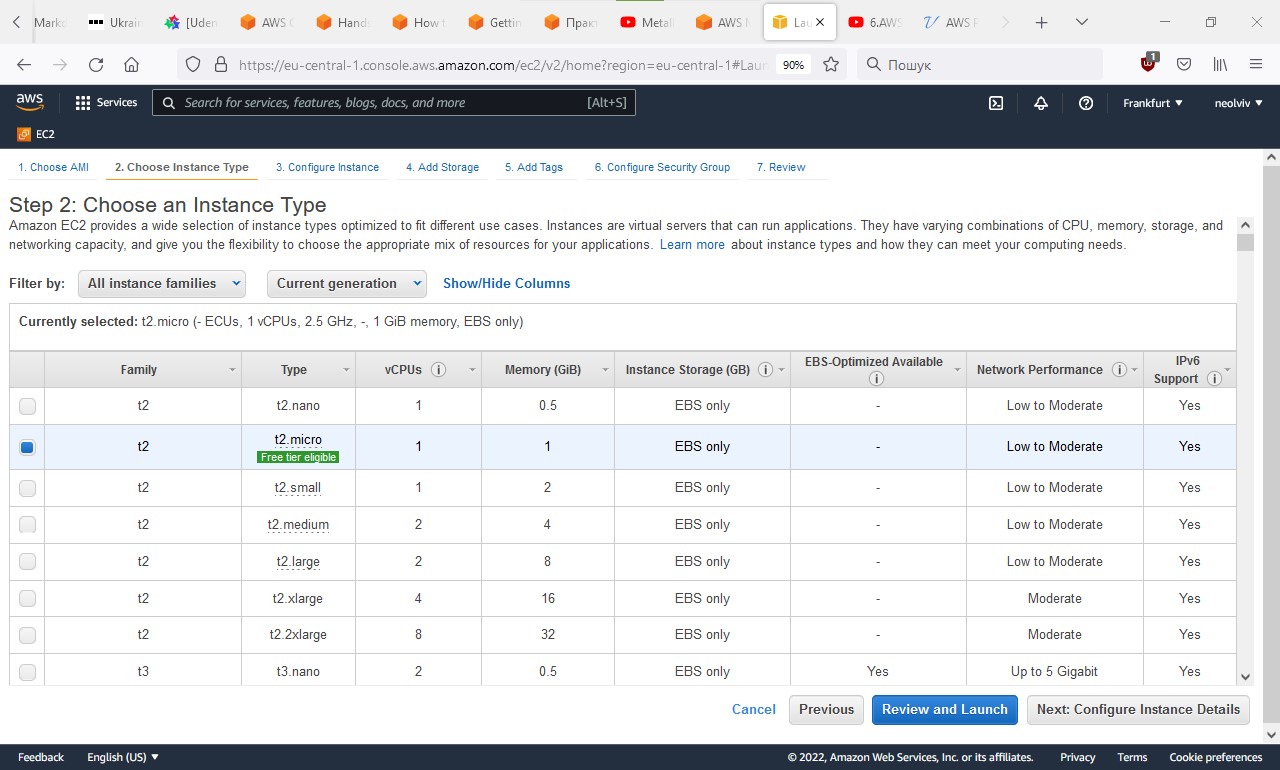 Marko Ukrain [Uden AWS C Hands How t Gettin Практ Metall AWS M Lau 6.AWS AWS P
https://eu-central-1.console.aws.amazon.com/ec2/v2/home?region=eu-central-1#Laun 90% Пошук 1
aws Services Search for services, features, blogs, docs, and more [Alt+S] Frankfurt neolviv
EC2
1. Choose AMI 2. Choose Instance Type 3. Configure Instance 4. Add Storage 5. Add Tags 6. Configure Security Group 7. Review
Step 2: Choose an Instance Type
Amazon EC2 provides a wide selection of instance types optimized to fit different use cases. Instances are virtual servers that can run applications. They have varying combinations of CPU, memory, storage, and
networking capacity, and give you the flexibility to choose the appropriate mix of resources for your applications. Learn more about instance types and how they can meet your computing needs.
Filter by: All instance families Current generation Show/Hide Columns
Currently selected: t2.micro (- ECUs, 1 vCPUs, 2.5 GHz, -, 1 GiB memory, EBS only)
Family Type vCPUs Memory (GiB) Instance Storage (GB) EBS-Optimized Available Network Performance IPv6 Support
t2 t2.nano 1 0.5 EBS only - Low to Moderate Yes
t2 t2.micro 1 1 EBS only - Low to Moderate Yes
Free tier eligible
t2 t2.small 1 2 EBS only - Low to Moderate Yes
t2 t2.medium 2 4 EBS only - Low to Moderate Yes
t2 t2.large 2 8 EBS only - Low to Moderate Yes
t2 t2.xlarge 4 16 EBS only - Moderate Yes
t2 t2.2xlarge 8 32 EBS only - Moderate Yes
t3 t3.nano 2 0.5 EBS only Yes Up to 5 Gigabit Yes
Cancel Previous Review and Launch Next: Configure Instance Details
Feedback English (US) © 2022, Amazon Web Services, Inc. or its affiliates. Privacy Terms Cookie preferences